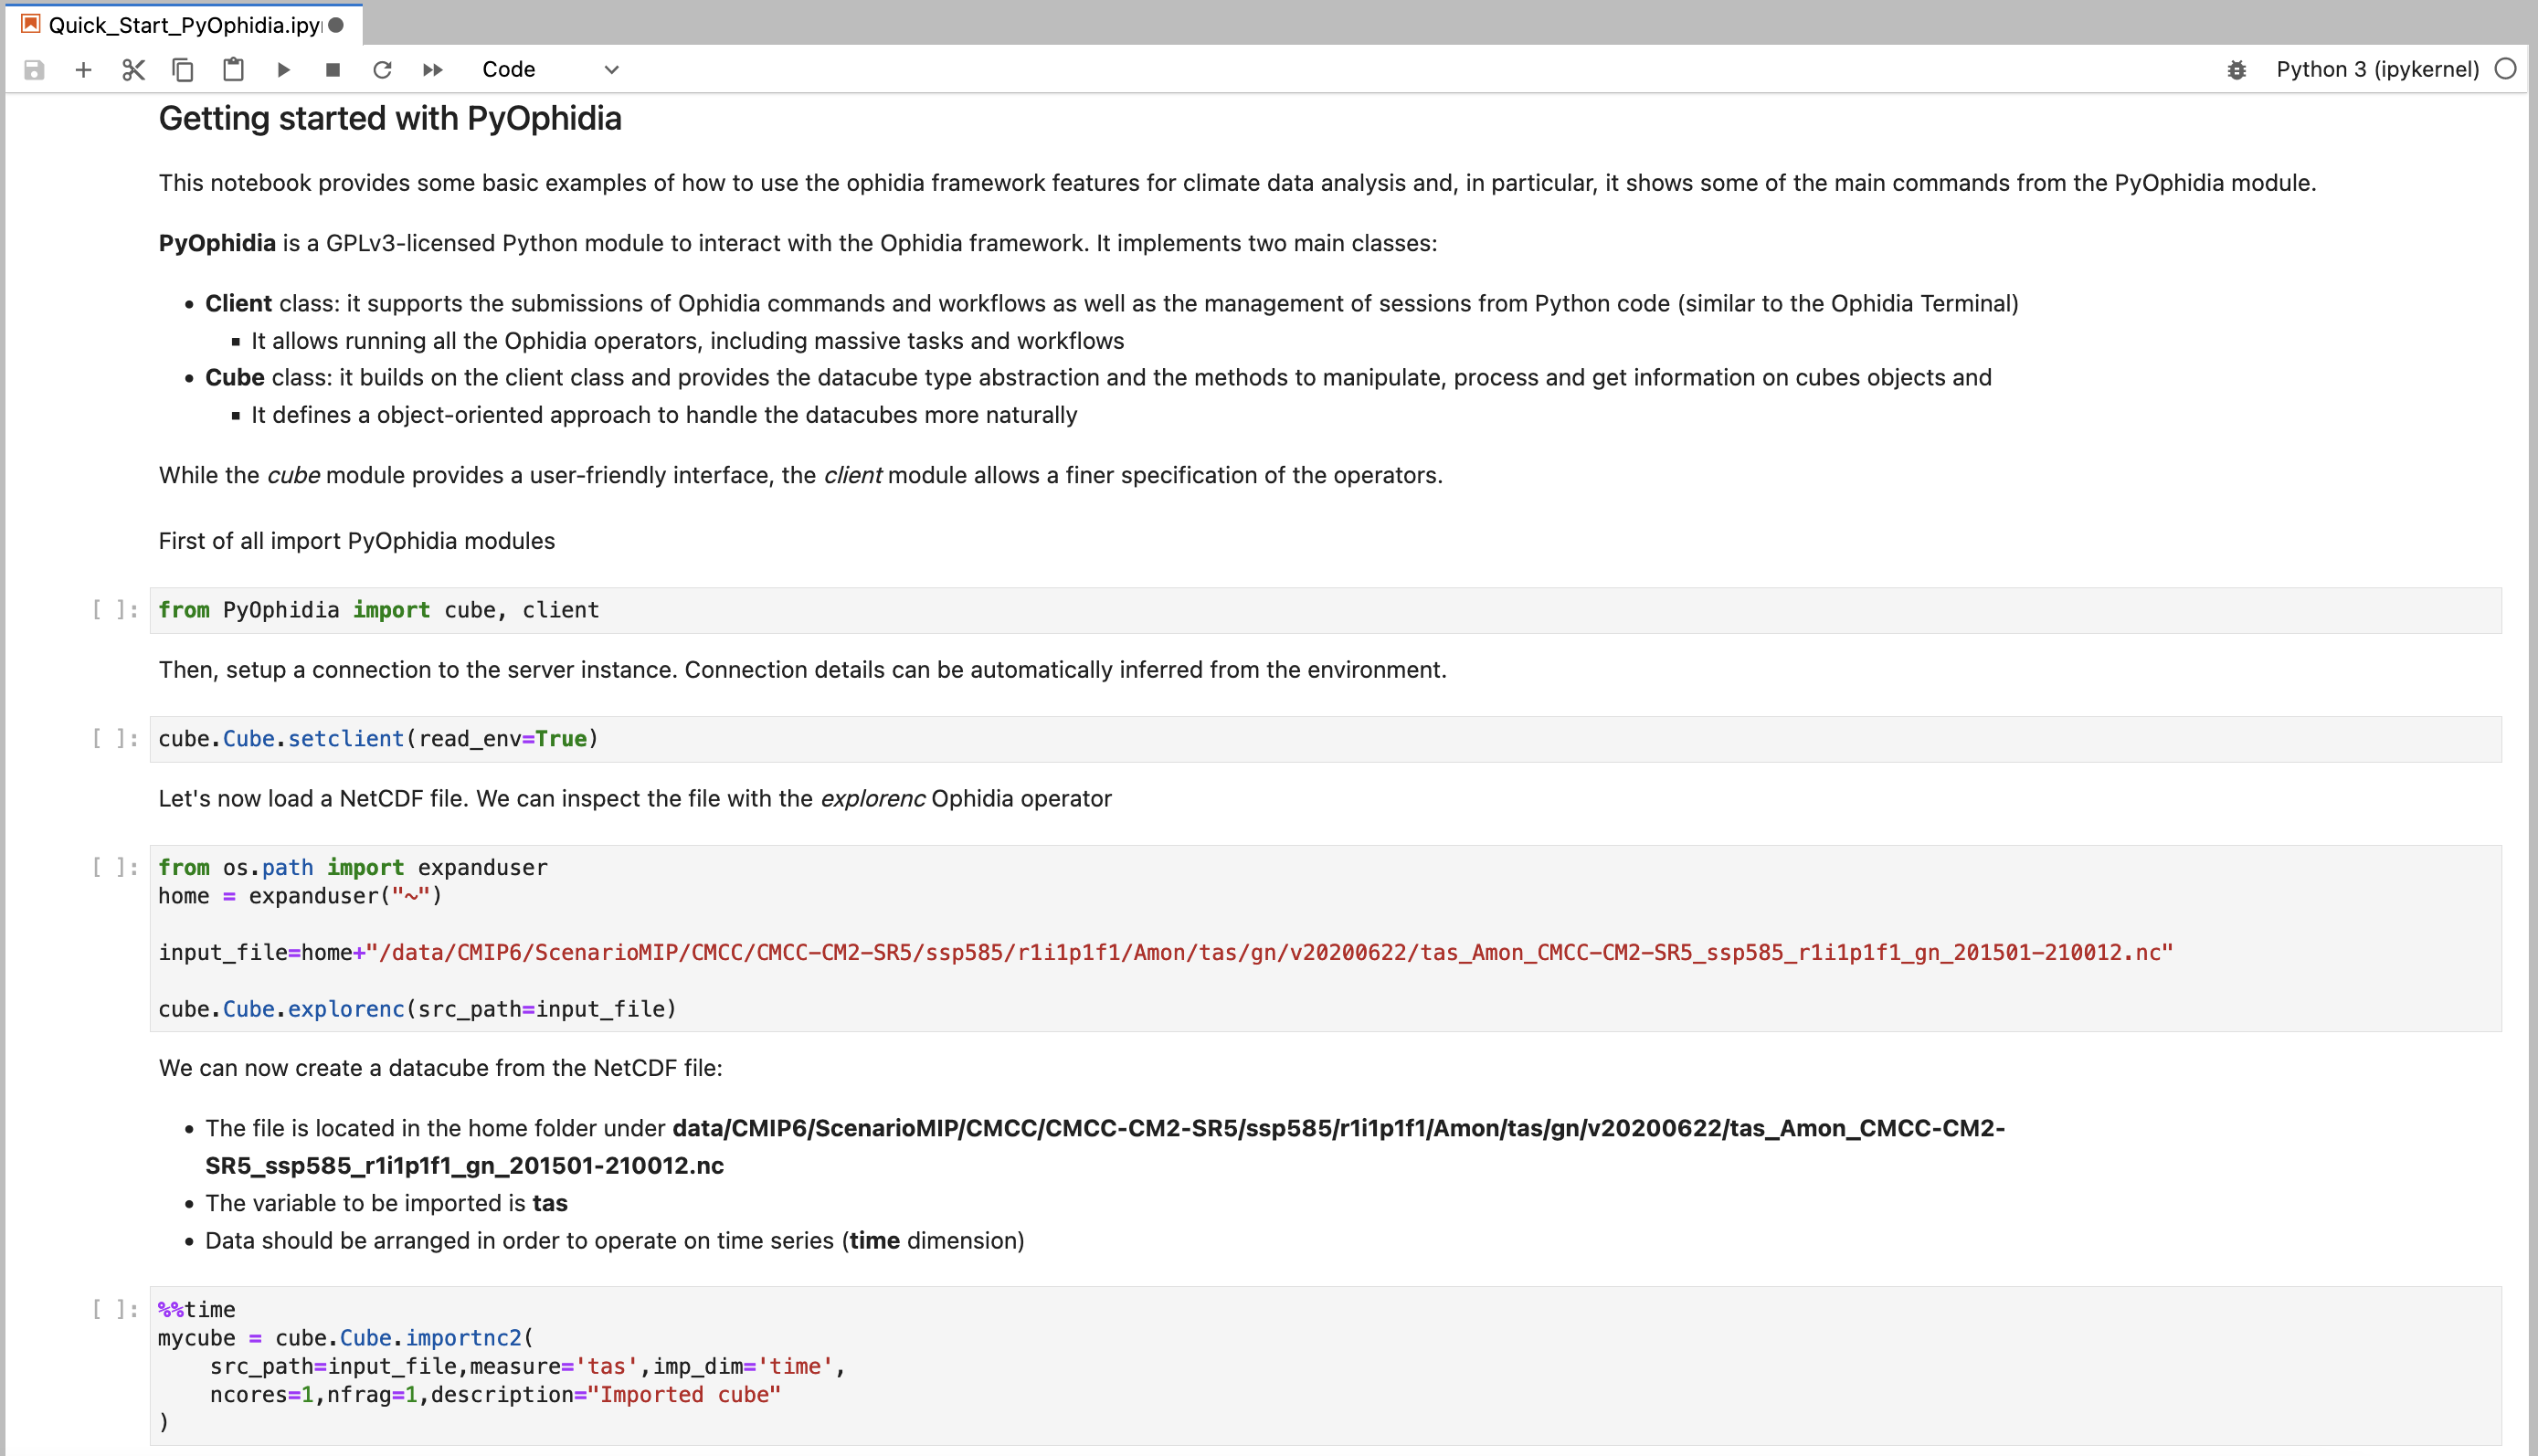 Quick_Start_PyOphidia.ipy
Code
Python 3 (ipykernel)
Getting started with PyOphidia
This notebook provides some basic examples of how to use the ophidia framework features for climate data analysis and, in particular, it shows some of the main commands from the PyOphidia module.
PyOphidia is a GPLv3-licensed Python module to interact with the Ophidia framework. It implements two main classes:
• Client class: it supports the submissions of Ophidia commands and workflows as well as the management of sessions from Python code (similar to the Ophidia Terminal)
▪ It allows running all the Ophidia operators, including massive tasks and workflows
• Cube class: it builds on the client class and provides the datacube type abstraction and the methods to manipulate, process and get information on cubes objects and
▪ It defines a object-oriented approach to handle the datacubes more naturally
While the cube module provides a user-friendly interface, the client module allows a finer specification of the operators.
First of all import PyOphidia modules
[ ]: from PyOphidia import cube, client
Then, setup a connection to the server instance. Connection details can be automatically inferred from the environment.
[ ]: cube.Cube.setclient(read_env=True)
Let's now load a NetCDF file. We can inspect the file with the explorenc Ophidia operator
[ ]: from os.path import expanduser
home = expanduser("~")
input_file=home+"/data/CMIP6/ScenarioMIP/CMCC/CMCC-CM2-SR5/ssp585/r1i1p1f1/Amon/tas/gn/v20200622/tas_Amon_CMCC-CM2-SR5_ssp585_r1i1p1f1_gn_201501-210012.nc"
cube.Cube.explorenc(src_path=input_file)
We can now create a datacube from the NetCDF file:
• The file is located in the home folder under data/CMIP6/ScenarioMIP/CMCC/CMCC-CM2-SR5/ssp585/r1i1p1f1/Amon/tas/gn/v20200622/tas_Amon_CMCC-CM2-
SR5_ssp585_r1i1p1f1_gn_201501-210012.nc
• The variable to be imported is tas
• Data should be arranged in order to operate on time series (time dimension)
[ ]: %%time
mycube = cube.Cube.importnc2(
    src_path=input_file,measure='tas',imp_dim='time',
    ncores=1,nfrag=1,description="Imported cube"
)